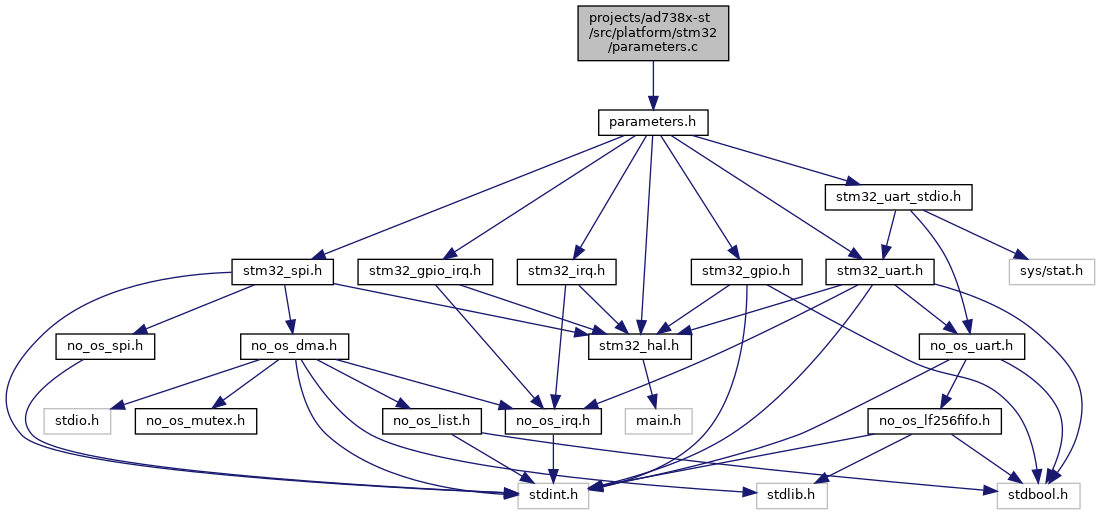 projects/ad738x-st
/src/platform/stm32
/parameters.c
parameters.h
stm32_uart_stdio.h
stm32_spi.h
stm32_gpio_irq.h
stm32_irq.h
stm32_gpio.h
stm32_uart.h
sys/stat.h
no_os_spi.h
no_os_dma.h
stm32_hal.h
no_os_uart.h
stdio.h
no_os_mutex.h
no_os_list.h
no_os_irq.h
main.h
no_os_lf256fifo.h
stdint.h
stdlib.h
stdbool.h